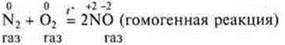 0 0 +2 −2
N₂ + O₂ t° = 2NO (гомогенная реакция)
газ газ газ